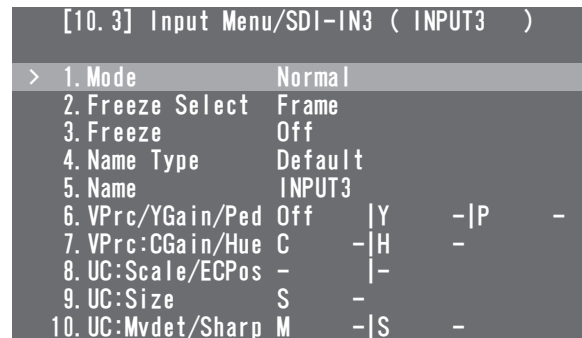 [10.3] Input Menu/SDI-IN3 ( INPUT3 )
> 1.Mode Normal
2.Freeze Select Frame
3.Freeze Off
4.Name Type Default
5.Name INPUT3
6.VPrc/YGain/Ped Off |Y -|P -
7.VPrc:CGain/Hue C -|H -
8.UC:Scale/ECPos - |-
9.UC:Size S -
10.UC:Mvdet/Sharp M -|S -